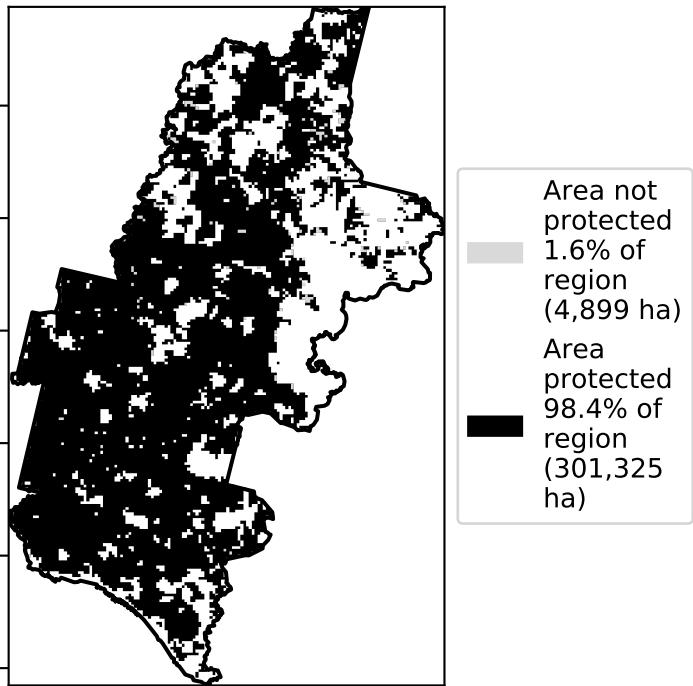 Area not
protected
1.6% of
region
(4,899 ha)
Area
protected
98.4% of
region
(301,325
ha)